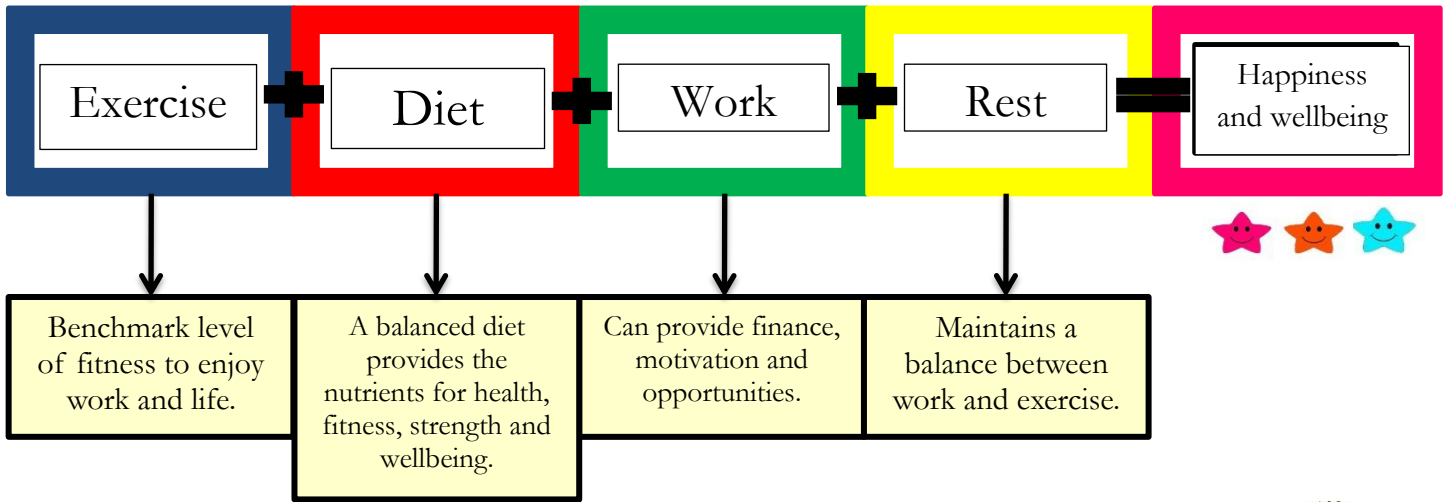 Exercise
Diet
Work
Rest
Happiness
and wellbeing
Benchmark level
of fitness to enjoy
work and life.
A balanced diet
provides the
nutrients for health,
fitness, strength and
wellbeing.
Can provide finance,
motivation and
opportunities.
Maintains a
balance between
work and exercise.